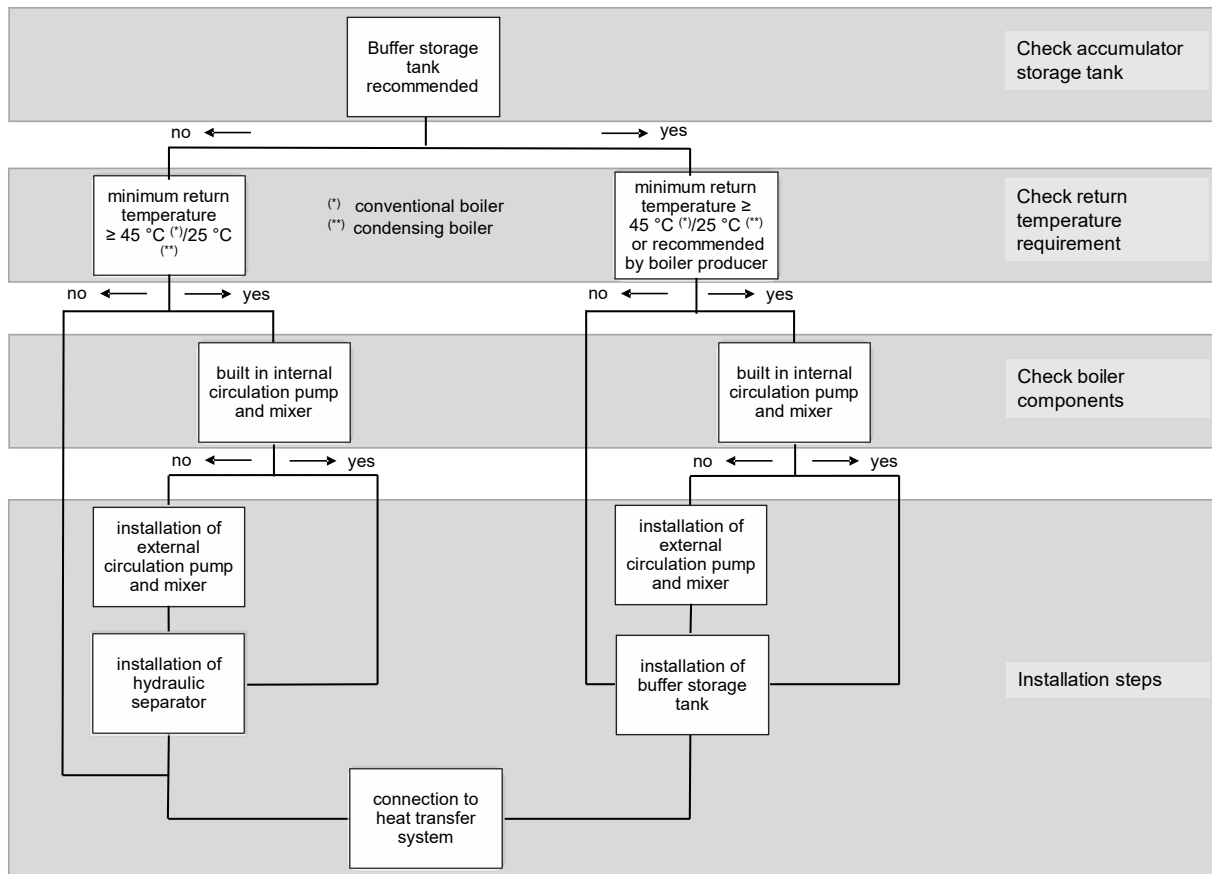 Buffer storage
tank
recommended
Check accumulator
storage tank
no
yes
minimum return
temperature
≥ 45 °C (*)/25 °C
(**)
(*) conventional boiler
(**) condensing boiler
minimum return
temperature ≥
45 °C (*)/25 °C (**)
or recommended
by boiler producer
Check return
temperature
requirement
no
yes
no
yes
built in internal
circulation pump
and mixer
built in internal
circulation pump
and mixer
Check boiler
components
no
yes
no
yes
installation of
external
circulation pump
and mixer
installation of
external
circulation pump
and mixer
installation of
hydraulic
separator
installation of
buffer storage
tank
Installation steps
connection to
heat transfer
system